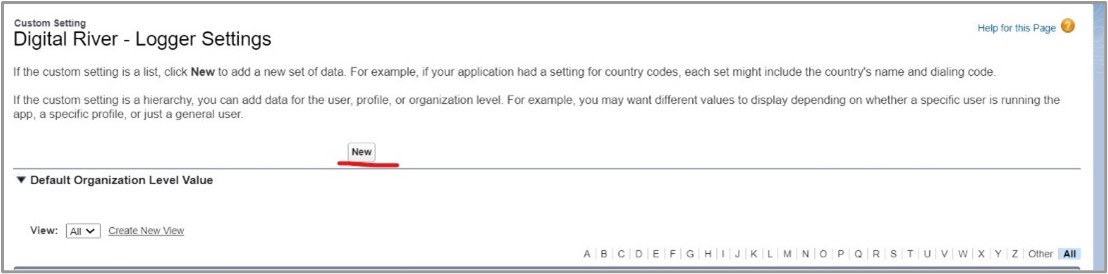 Custom Setting
Digital River - Logger Settings
Help for this Page
If the custom setting is a list, click New to add a new set of data. For example, if your application had a setting for country codes, each set might include the country's name and dialing code.
If the custom setting is a hierarchy, you can add data for the user, profile, or organization level. For example, you may want different values to display depending on whether a specific user is running the
app, a specific profile, or just a general user.
New
Default Organization Level Value
View: All Create New View
A | B | C | D | E | F | G | H | I | J | K | L | M | N | O | P | Q | R | S | T | U | V | W | X | Y | Z | Other | All